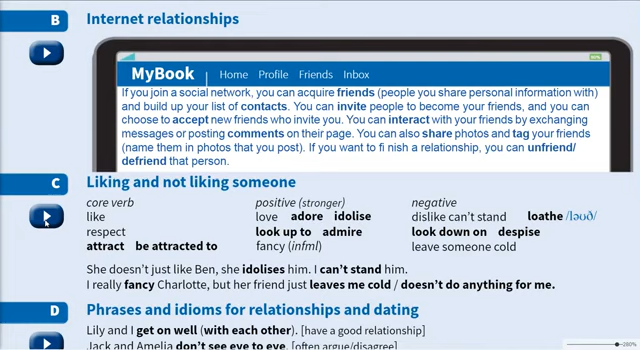 B Internet relationships
MyBook Home Profile Friends Inbox
If you join a social network, you can acquire friends (people you share personal information with)
and build up your list of contacts. You can invite people to become your friends, and you can
choose to accept new friends who invite you. You can interact with your friends by exchanging
messages or posting comments on their page. You can also share photos and tag your friends
(name them in photos that you post). If you want to fi nish a relationship, you can unfriend/
defriend that person.
C Liking and not liking someone
core verb positive (stronger) negative
like love adore idolise dislike can't stand loathe /ləʊð/
respect look up to admire look down on despise
attract be attracted to fancy (infml) leave someone cold
She doesn't just like Ben, she idolises him. I can't stand him.
I really fancy Charlotte, but her friend just leaves me cold / doesn't do anything for me.
D Phrases and idioms for relationships and dating
Lily and I get on well (with each other). [have a good relationship]
Jack and Amelia don't see eye to eye. [often argue/disagree]
280%